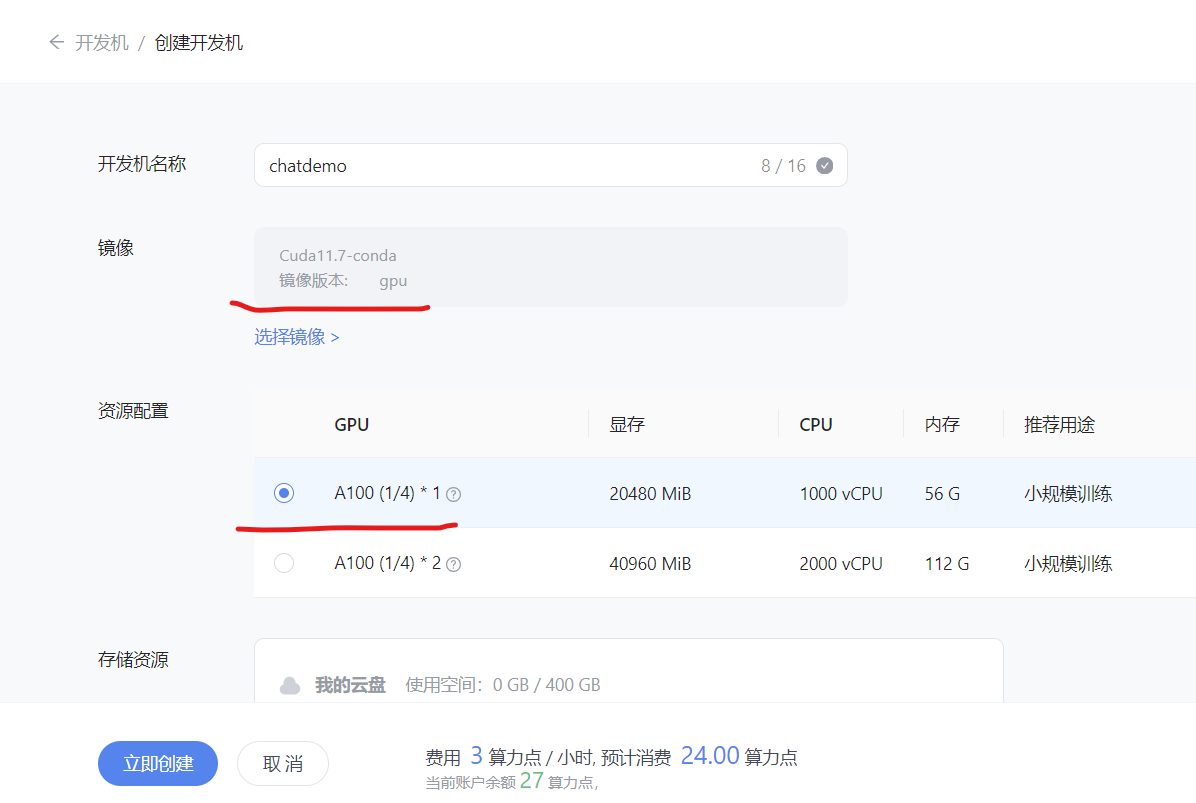 开发机 / 创建开发机
开发机名称 chatdemo 8 / 16
镜像 Cuda11.7-conda
镜像版本: gpu
选择镜像 >
资源配置 GPU 显存 CPU 内存 推荐用途
A100 (1/4) * 1 20480 MiB 1000 vCPU 56 G 小规模训练
A100 (1/4) * 2 40960 MiB 2000 vCPU 112 G 小规模训练
存储资源 我的云盘 使用空间: 0 GB / 400 GB
立即创建 取消 费用 3 算力点 / 小时, 预计消费 24.00 算力点
当前账户余额 27 算力点,